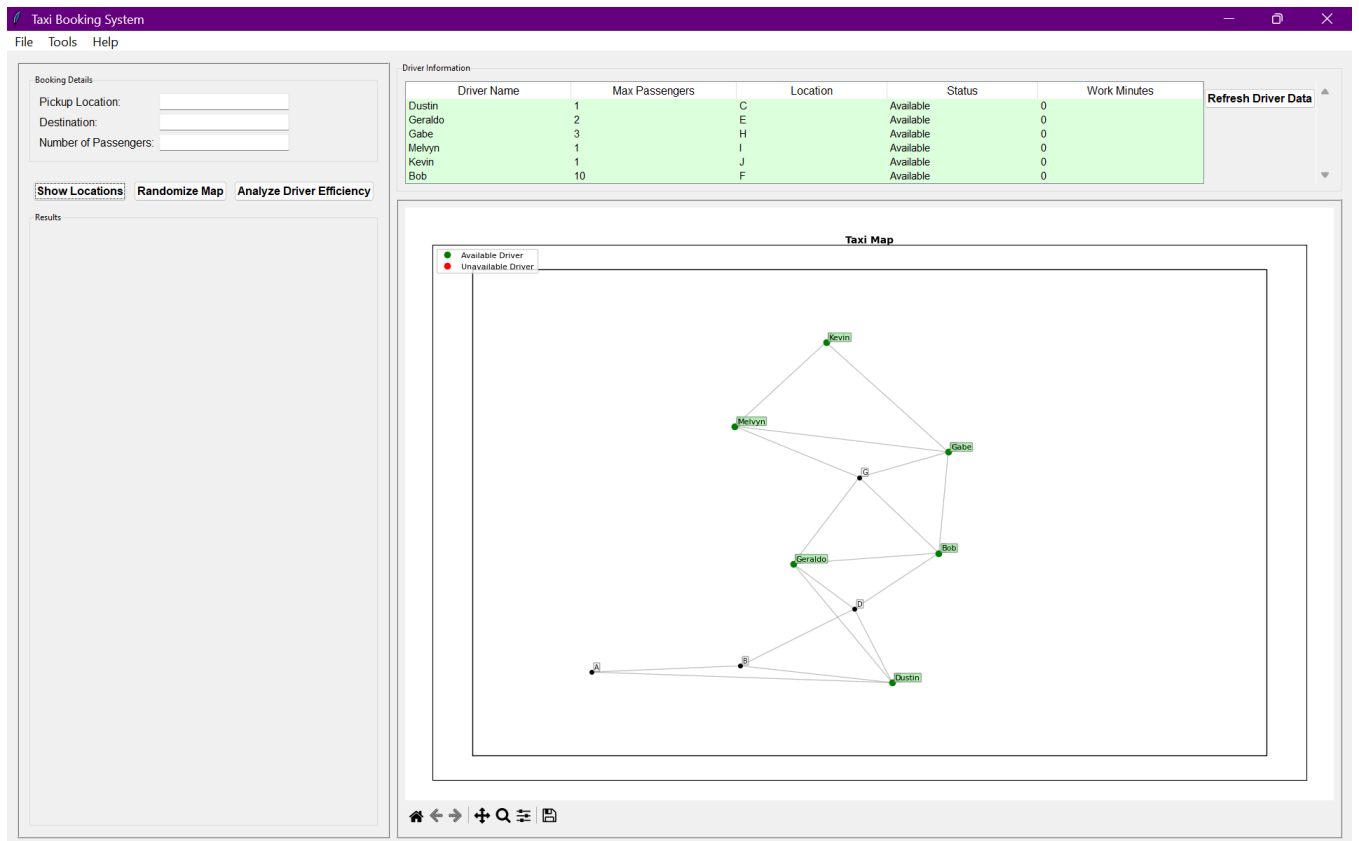 Taxi Booking System
File Tools Help
Booking Details
Pickup Location:
Destination:
Number of Passengers:
Show Locations Randomize Map Analyze Driver Efficiency
Results
Driver Information
Driver Name Max Passengers Location Status Work Minutes
Dustin 1 C Available 0
Geraldo 2 E Available 0
Gabe 3 H Available 0
Melvyn 1 I Available 0
Kevin 1 J Available 0
Bob 10 F Available 0
Refresh Driver Data
Taxi Map
Available Driver
Unavailable Driver
Kevin
Melvyn
Gabe
G
Bob
Geraldo
D
B
A
Dustin